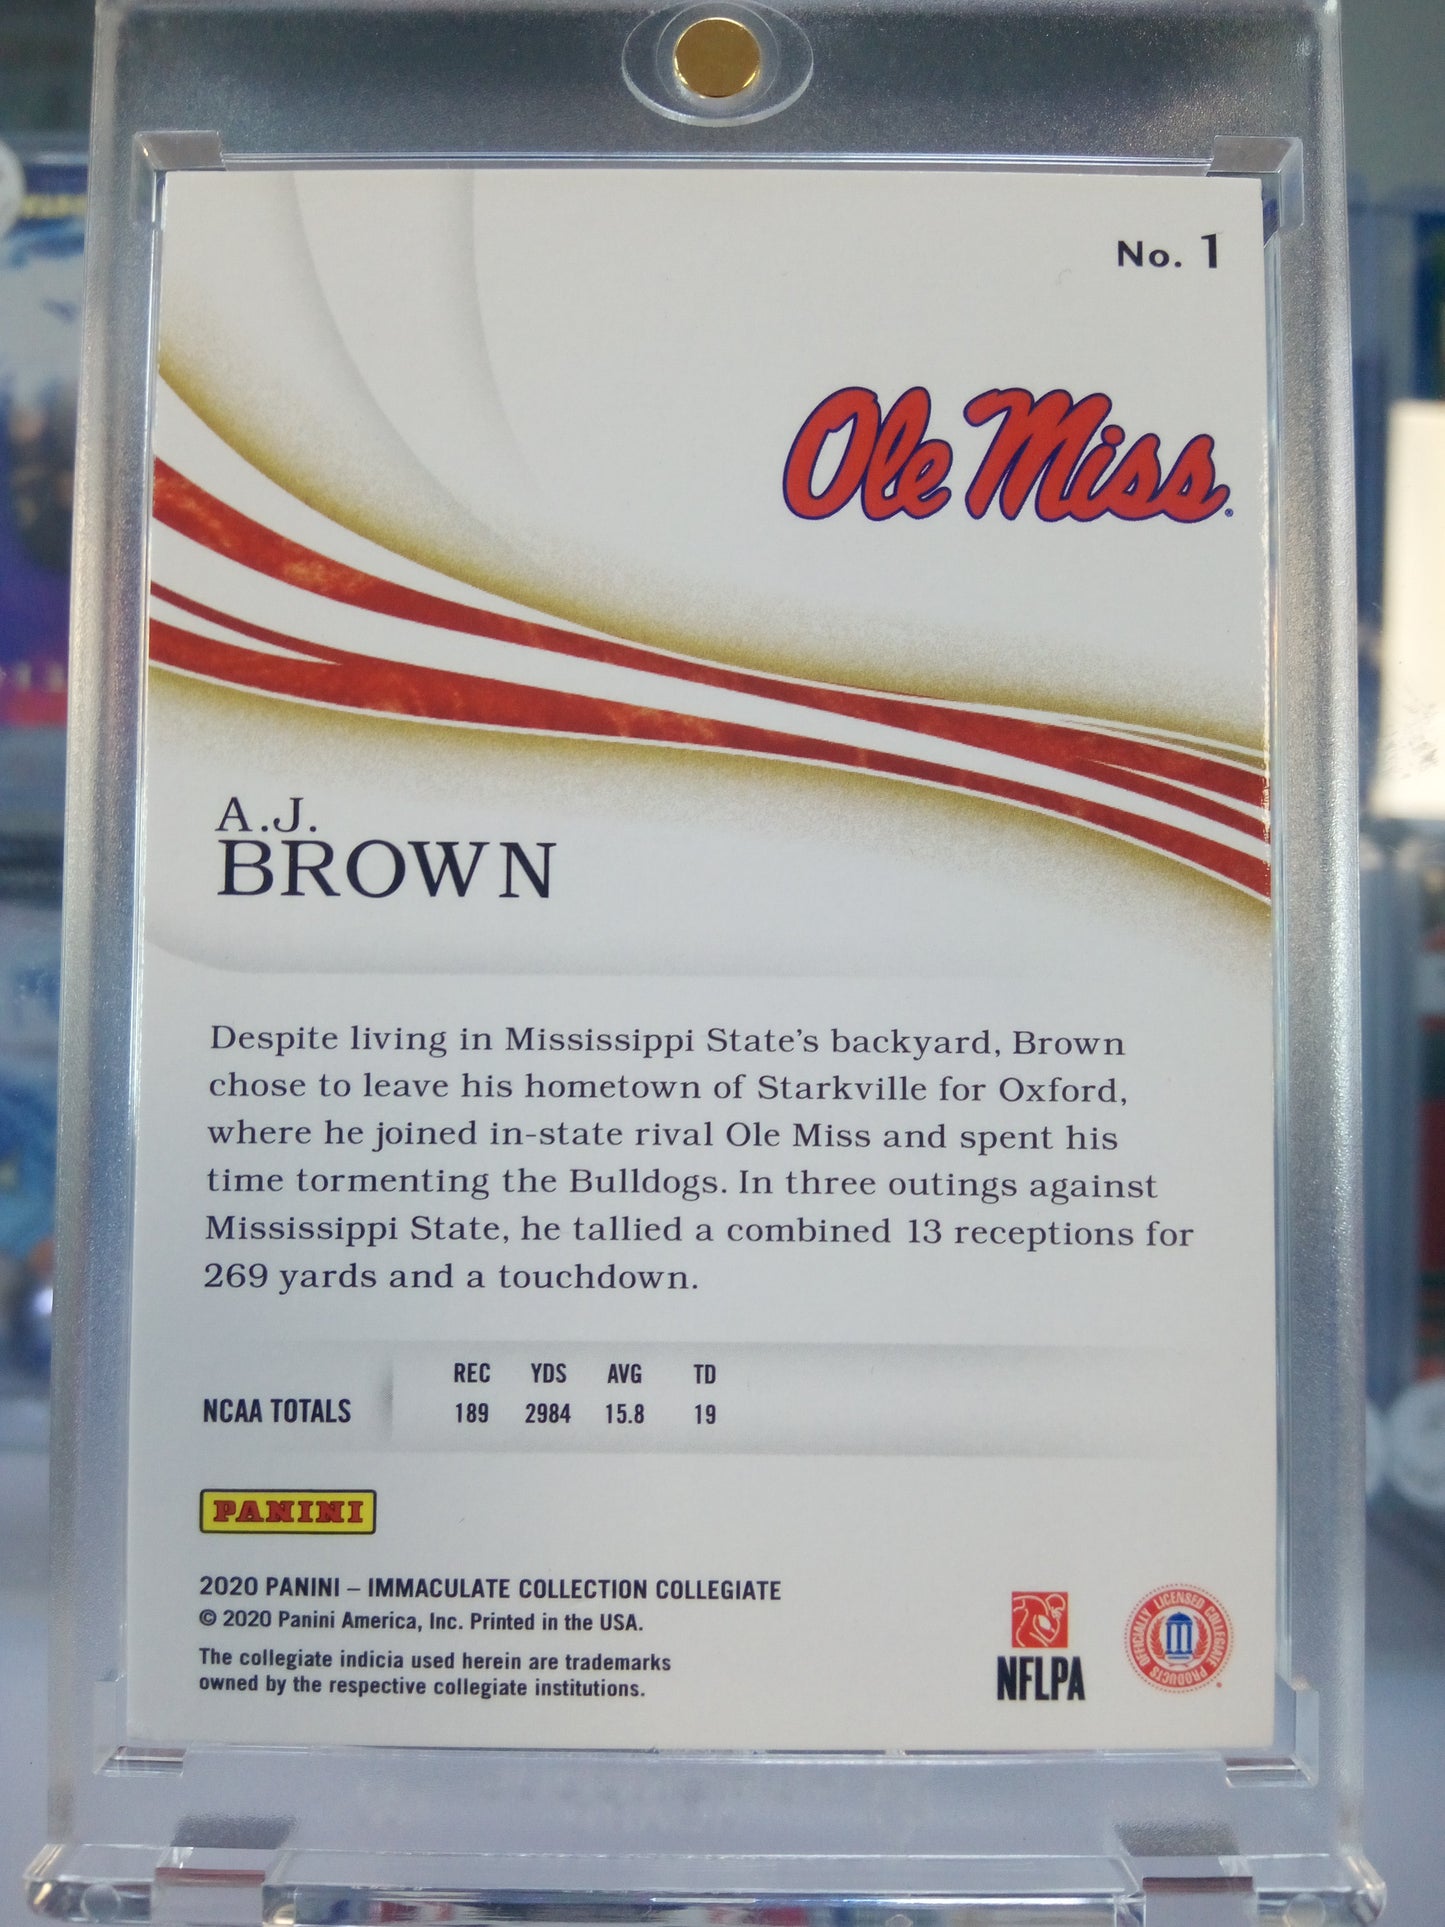 No. 1
Ole Miss
A.J.
BROWN
Despite living in Mississippi State's backyard, Brown
chose to leave his hometown of Starkville for Oxford,
where he joined in-state rival Ole Miss and spent his
time tormenting the Bulldogs. In three outings against
Mississippi State, he tallied a combined 13 receptions for
269 yards and a touchdown.
REC YDS AVG TD
NCAA TOTALS 189 2984 15.8 19
PANINI
2020 PANINI – IMMACULATE COLLECTION COLLEGIATE
© 2020 Panini America, Inc. Printed in the USA.
The collegiate indicia used herein are trademarks
owned by the respective collegiate institutions.
NFLPA
OFFICIALLY LICENSED COLLEGIATE PRODUCTS